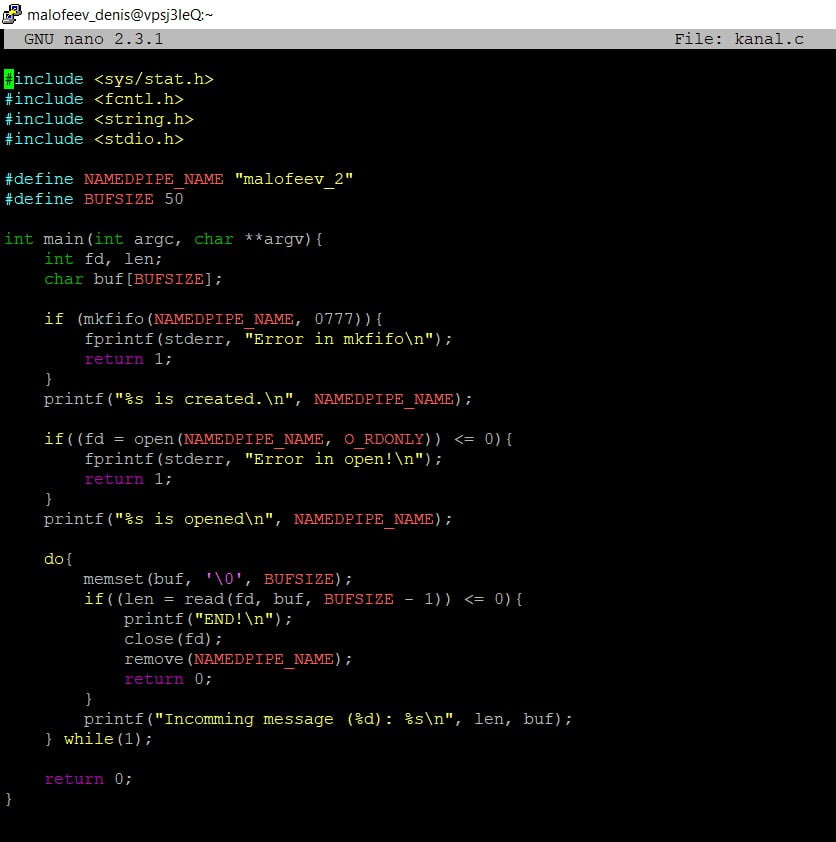 malofeev_denis@vpsj3leQ:~
GNU nano 2.3.1 File: kanal.c
#include <sys/stat.h>
#include <fcntl.h>
#include <string.h>
#include <stdio.h>
#define NAMEDPIPE_NAME "malofeev_2"
#define BUFSIZE 50
int main(int argc, char **argv){
    int fd, len;
    char buf[BUFSIZE];
    if (mkfifo(NAMEDPIPE_NAME, 0777)){
        fprintf(stderr, "Error in mkfifo\n");
        return 1;
    }
    printf("%s is created.\n", NAMEDPIPE_NAME);
    if((fd = open(NAMEDPIPE_NAME, O_RDONLY)) <= 0){
        fprintf(stderr, "Error in open!\n");
        return 1;
    }
    printf("%s is opened\n", NAMEDPIPE_NAME);
    do{
        memset(buf, '\0', BUFSIZE);
        if((len = read(fd, buf, BUFSIZE - 1)) <= 0){
            printf("END!\n");
            close(fd);
            remove(NAMEDPIPE_NAME);
            return 0;
        }
        printf("Incomming message (%d): %s\n", len, buf);
    } while(1);
    return 0;
}